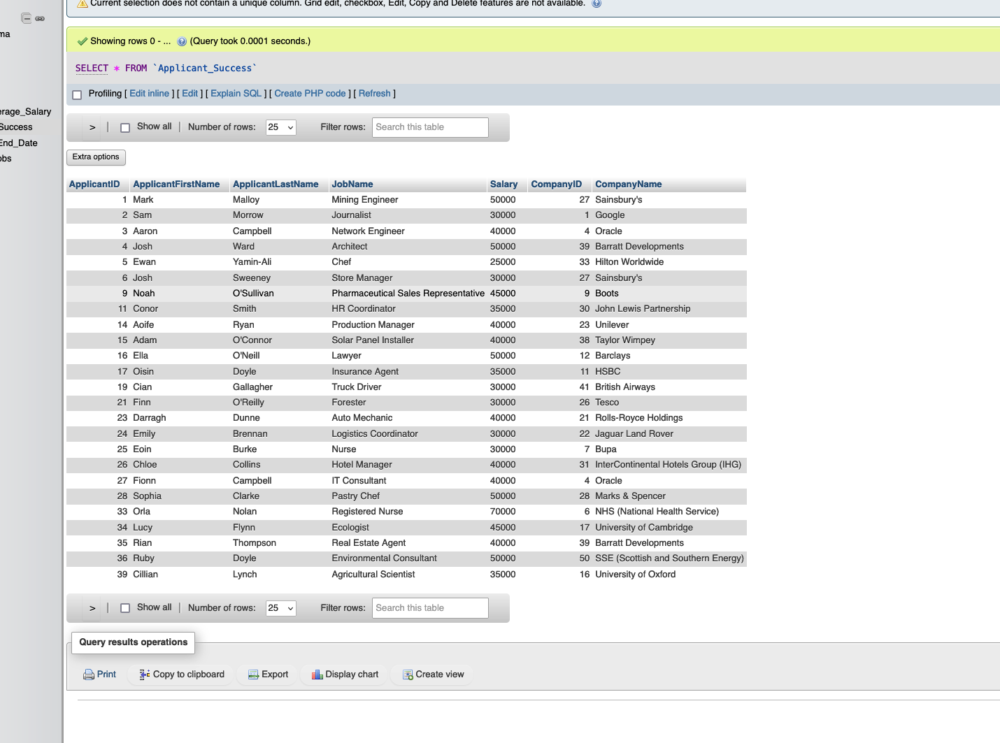 Current selection does not contain a unique column. Grid edit, checkbox, Edit, Copy and Delete features are not available.
ma
Showing rows 0 - ... (Query took 0.0001 seconds.)
SELECT * FROM `Applicant_Success`
Profiling [ Edit inline ] [ Edit ] [ Explain SQL ] [ Create PHP code ] [ Refresh ]
erage_Salary
Success
End_Date
obs
> | Show all | Number of rows: 25 Filter rows: Search this table
Extra options
ApplicantID ApplicantFirstName ApplicantLastName JobName Salary CompanyID CompanyName
1 Mark Malloy Mining Engineer 50000 27 Sainsbury's
2 Sam Morrow Journalist 30000 1 Google
3 Aaron Campbell Network Engineer 40000 4 Oracle
4 Josh Ward Architect 50000 39 Barratt Developments
5 Ewan Yamin-Ali Chef 25000 33 Hilton Worldwide
6 Josh Sweeney Store Manager 30000 27 Sainsbury's
9 Noah O'Sullivan Pharmaceutical Sales Representative 45000 9 Boots
11 Conor Smith HR Coordinator 35000 30 John Lewis Partnership
14 Aoife Ryan Production Manager 40000 23 Unilever
15 Adam O'Connor Solar Panel Installer 40000 38 Taylor Wimpey
16 Ella O'Neill Lawyer 50000 12 Barclays
17 Oisin Doyle Insurance Agent 35000 11 HSBC
19 Cian Gallagher Truck Driver 30000 41 British Airways
21 Finn O'Reilly Forester 30000 26 Tesco
23 Darragh Dunne Auto Mechanic 40000 21 Rolls-Royce Holdings
24 Emily Brennan Logistics Coordinator 30000 22 Jaguar Land Rover
25 Eoin Burke Nurse 30000 7 Bupa
26 Chloe Collins Hotel Manager 40000 31 InterContinental Hotels Group (IHG)
27 Fionn Campbell IT Consultant 40000 4 Oracle
28 Sophia Clarke Pastry Chef 50000 28 Marks & Spencer
33 Orla Nolan Registered Nurse 70000 6 NHS (National Health Service)
34 Lucy Flynn Ecologist 45000 17 University of Cambridge
35 Rian Thompson Real Estate Agent 40000 39 Barratt Developments
36 Ruby Doyle Environmental Consultant 50000 50 SSE (Scottish and Southern Energy)
39 Cillian Lynch Agricultural Scientist 35000 16 University of Oxford
> | Show all | Number of rows: 25 Filter rows: Search this table
Query results operations
Print Copy to clipboard Export Display chart Create view